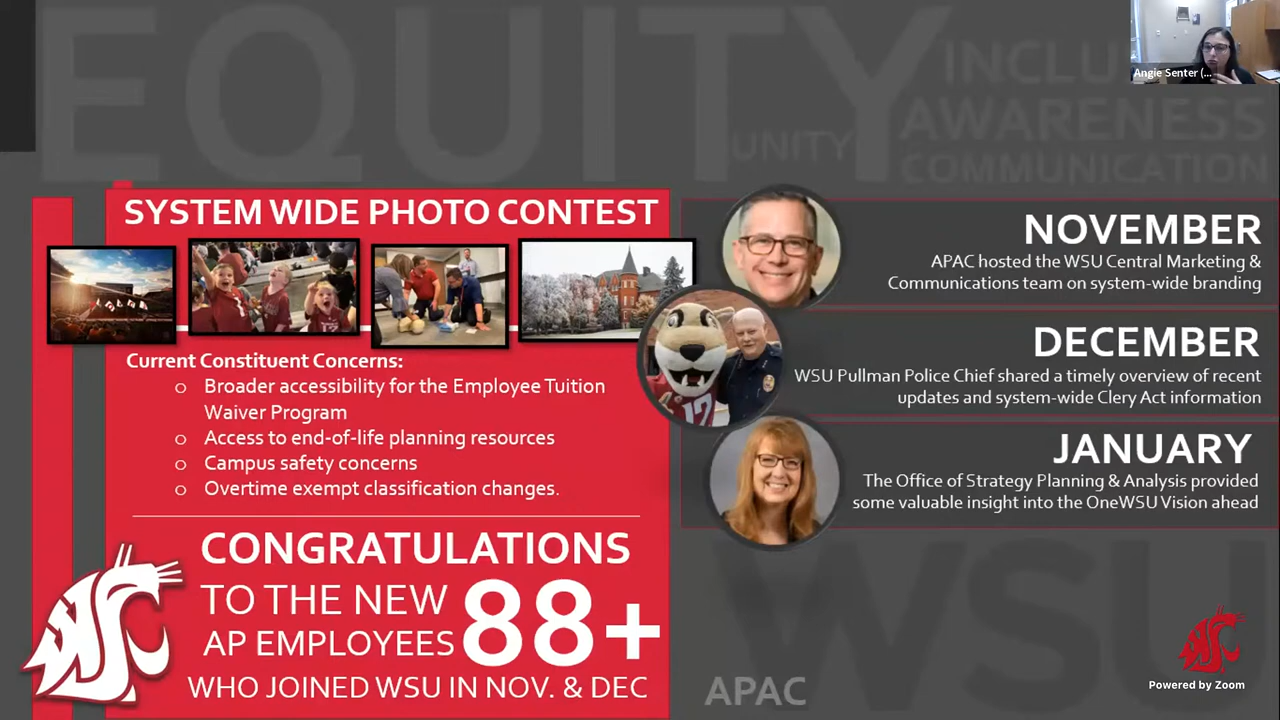 EQUITY
INCLU
UNITY
AWARENESS
COMMUNICATION
Angie Senter (...
SYSTEM WIDE PHOTO CONTEST
Current Constituent Concerns:
o Broader accessibility for the Employee Tuition
Waiver Program
o Access to end-of-life planning resources
o Campus safety concerns
o Overtime exempt classification changes.
CONGRATULATIONS
TO THE NEW
AP EMPLOYEES
88+
WHO JOINED WSU IN NOV. & DEC
NOVEMBER
APAC hosted the WSU Central Marketing &
Communications team on system-wide branding
DECEMBER
WSU Pullman Police Chief shared a timely overview of recent
updates and system-wide Clery Act information
JANUARY
The Office of Strategy Planning & Analysis provided
some valuable insight into the OneWSU Vision ahead
WSU
APAC
Powered by Zoom